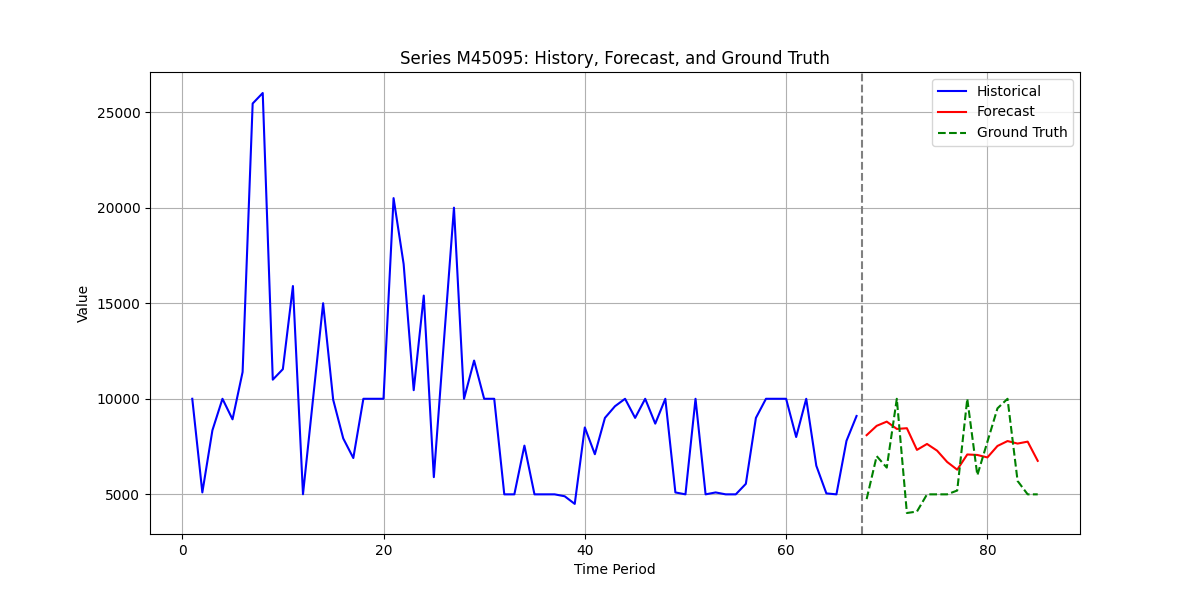 Series M45095: History, Forecast, and Ground Truth
Historical
Forecast
Ground Truth
25000
20000
15000
10000
5000
Value
0 20 40 60 80
Time Period